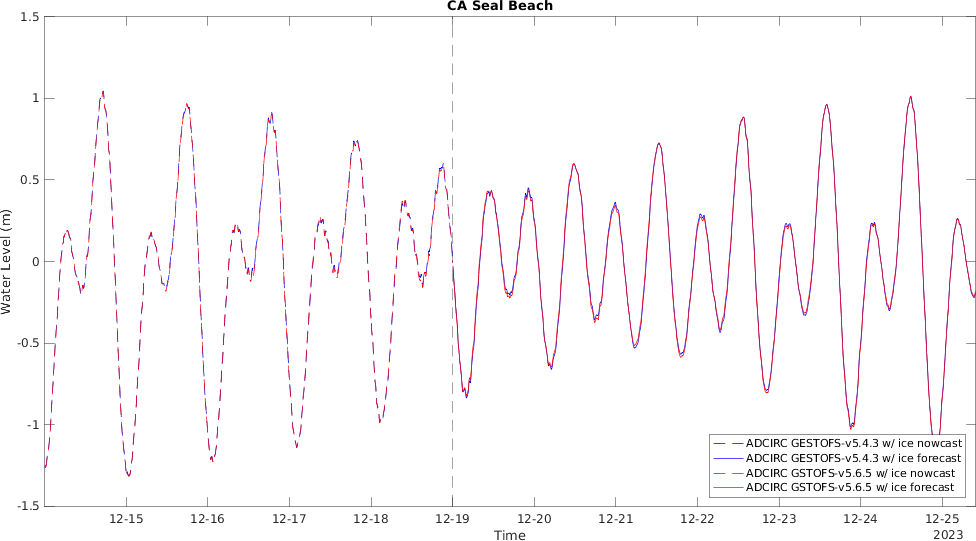 CA Seal Beach
1.5
1
0.5
0
-0.5
-1
-1.5
Water Level (m)
12-15 12-16 12-17 12-18 12-19 12-20 12-21 12-22 12-23 12-24 12-25
Time
2023
ADCIRC GESTOFS-v5.4.3 w/ ice nowcast
ADCIRC GESTOFS-v5.4.3 w/ ice forecast
ADCIRC GSTOFS-v5.6.5 w/ ice nowcast
ADCIRC GSTOFS-v5.6.5 w/ ice forecast